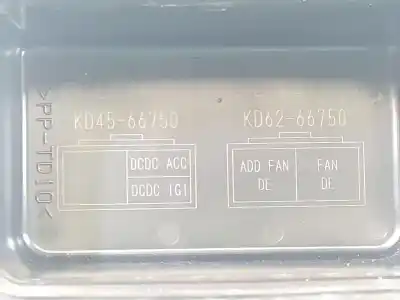 >PP-TD10<
KD45-66750
DCDC ACC
DCDC IG1
KD62-66750
ADD FAN
DE
FAN
DE